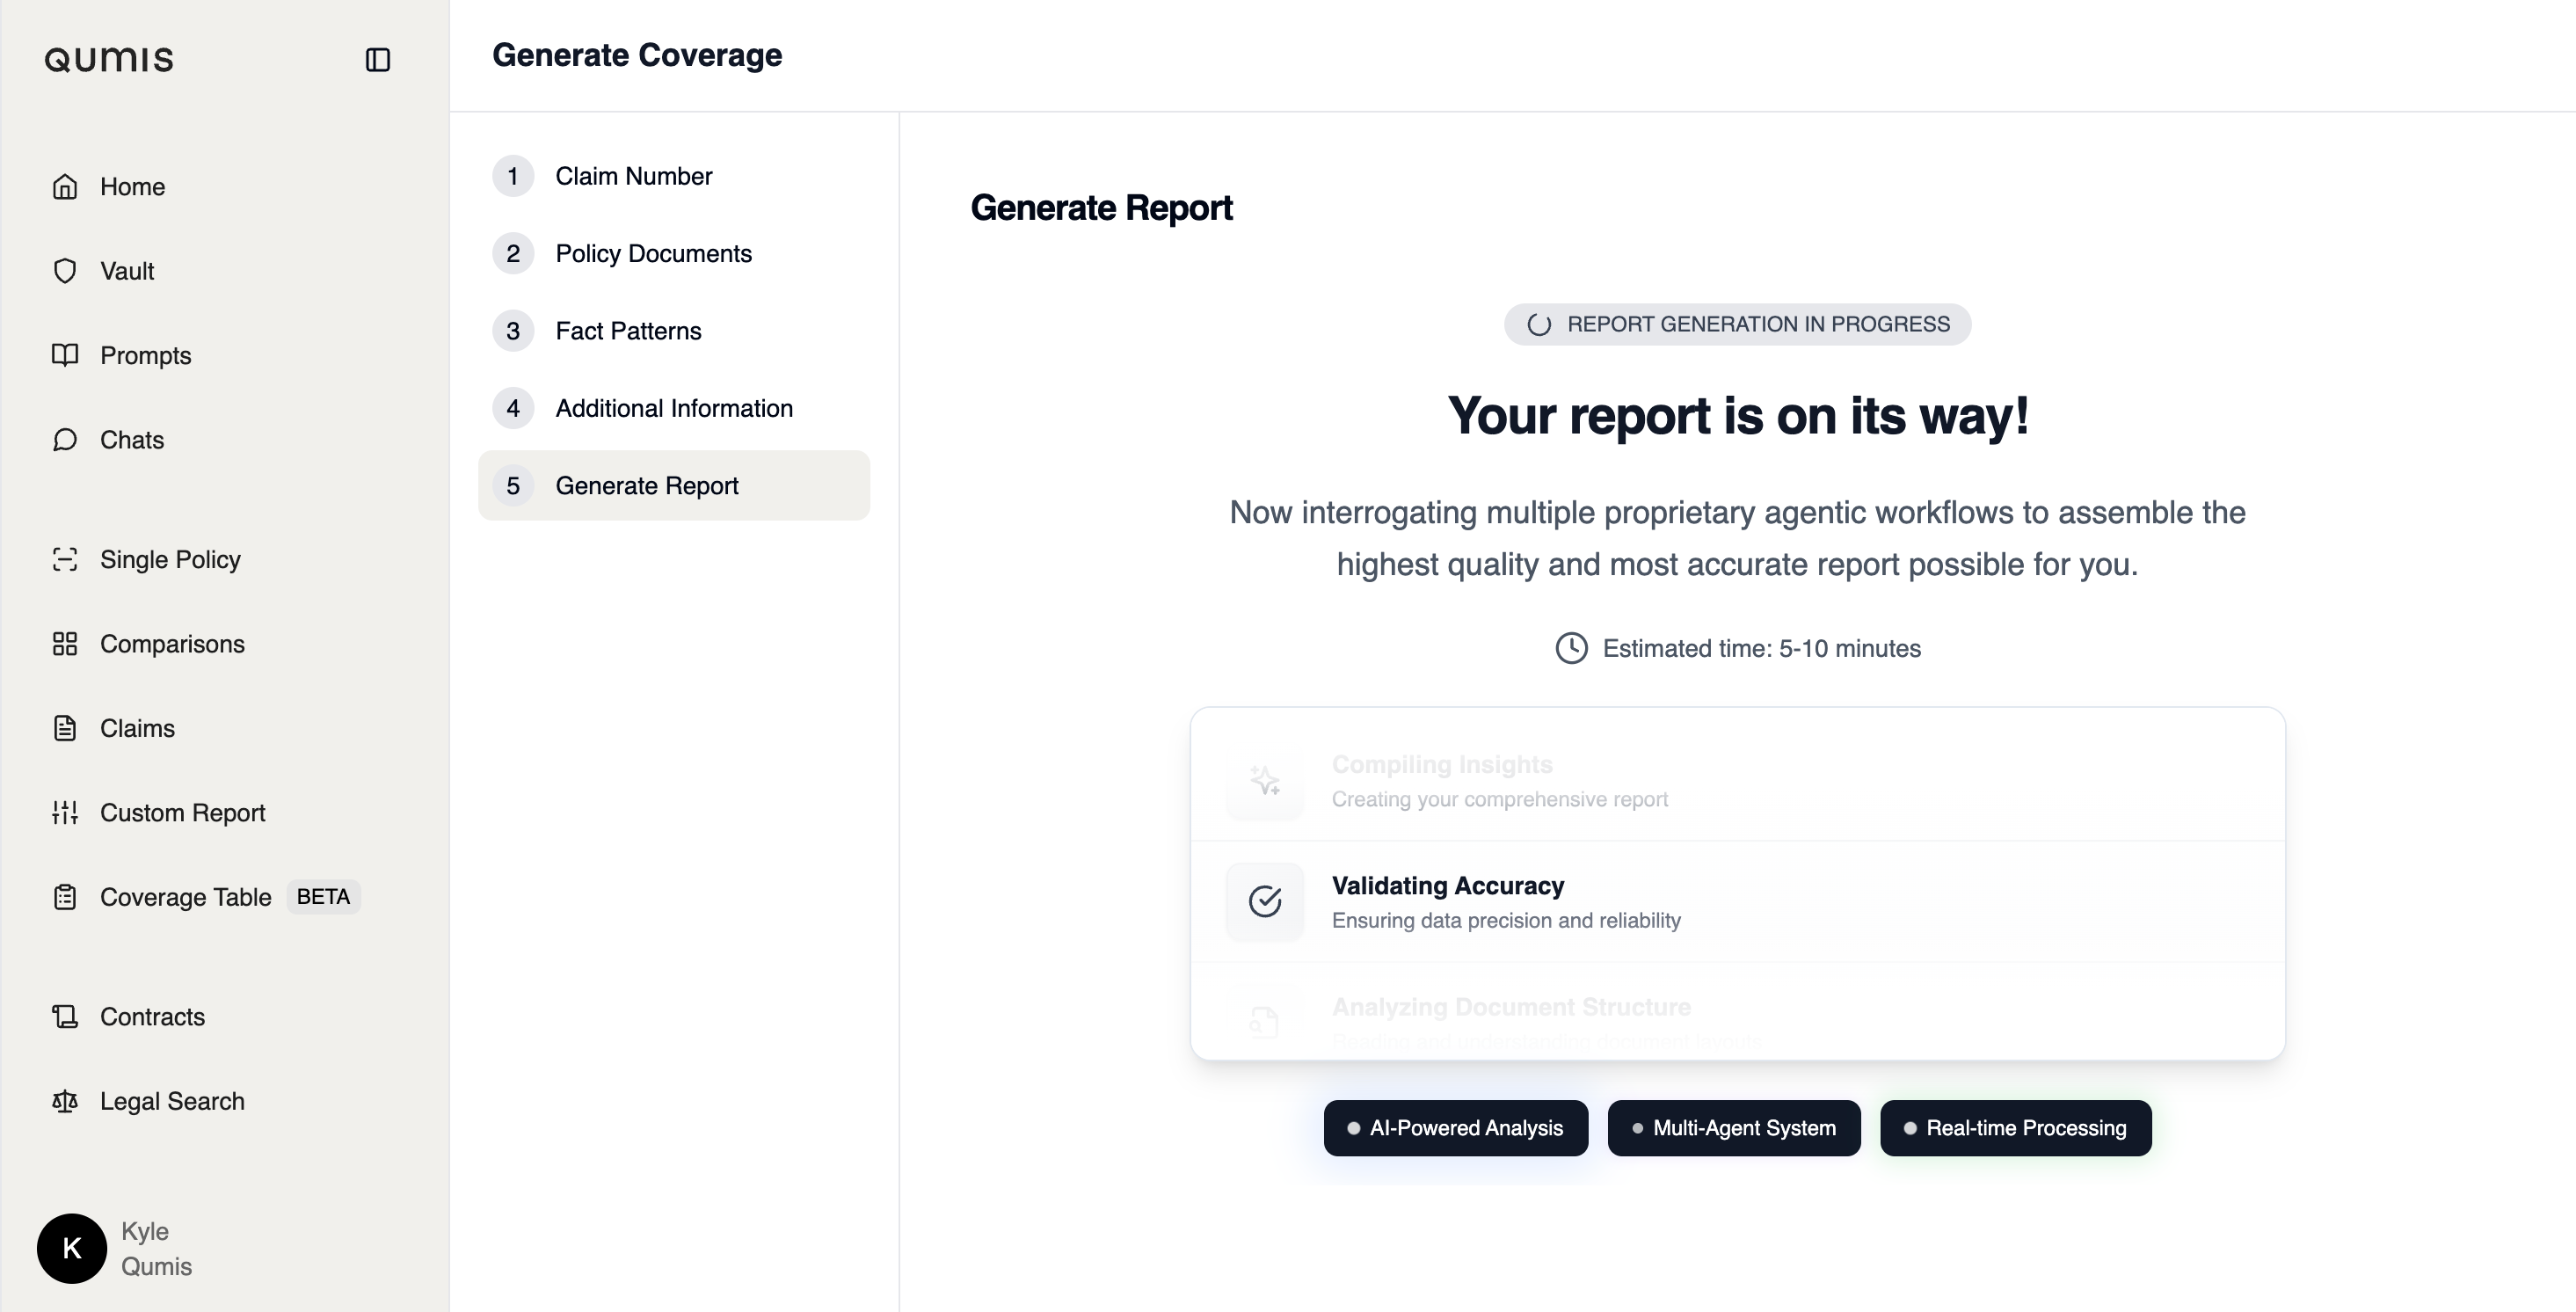 QUMIS
Home
Vault
Prompts
Chats
Single Policy
Comparisons
Claims
Custom Report
Coverage Table BETA
Contracts
Legal Search
K
Kyle
Qumis
Generate Coverage
1 Claim Number
2 Policy Documents
3 Fact Patterns
4 Additional Information
5 Generate Report
Generate Report
REPORT GENERATION IN PROGRESS
Your report is on its way!
Now interrogating multiple proprietary agentic workflows to assemble the
highest quality and most accurate report possible for you.
Estimated time: 5-10 minutes
Compiling Insights
Creating your comprehensive report
Validating Accuracy
Ensuring data precision and reliability
Analyzing Document Structure
Reading and understanding document layouts
AI-Powered Analysis
Multi-Agent System
Real-time Processing